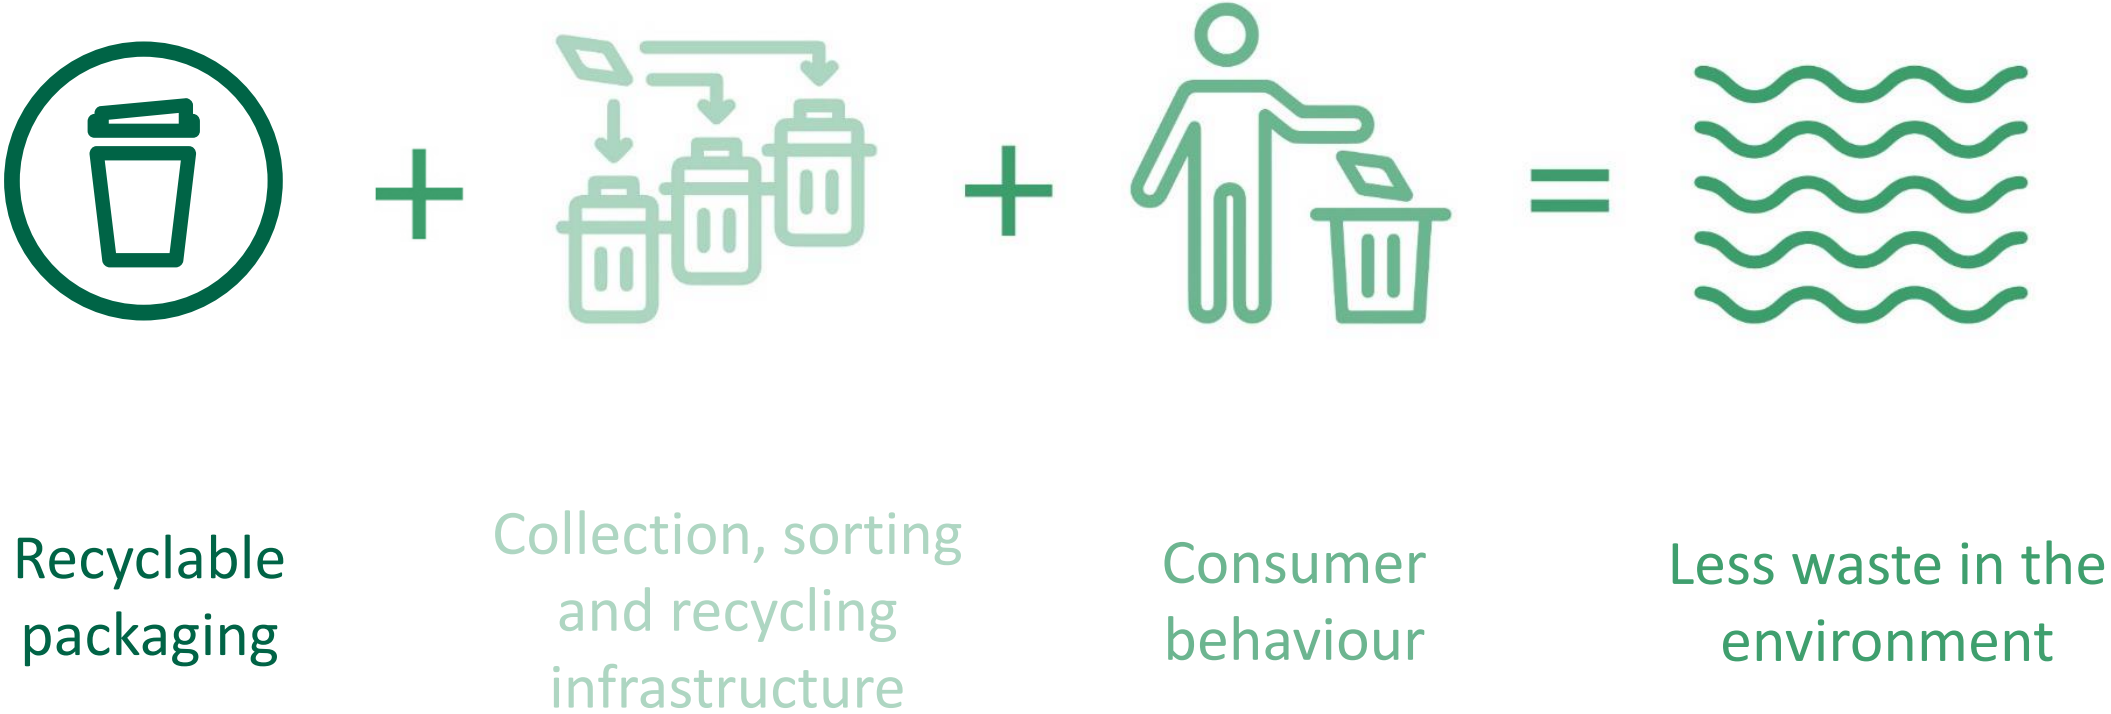 +
+
=
Recyclable
packaging
Collection, sorting
and recycling
infrastructure
Consumer
behaviour
Less waste in the
environment